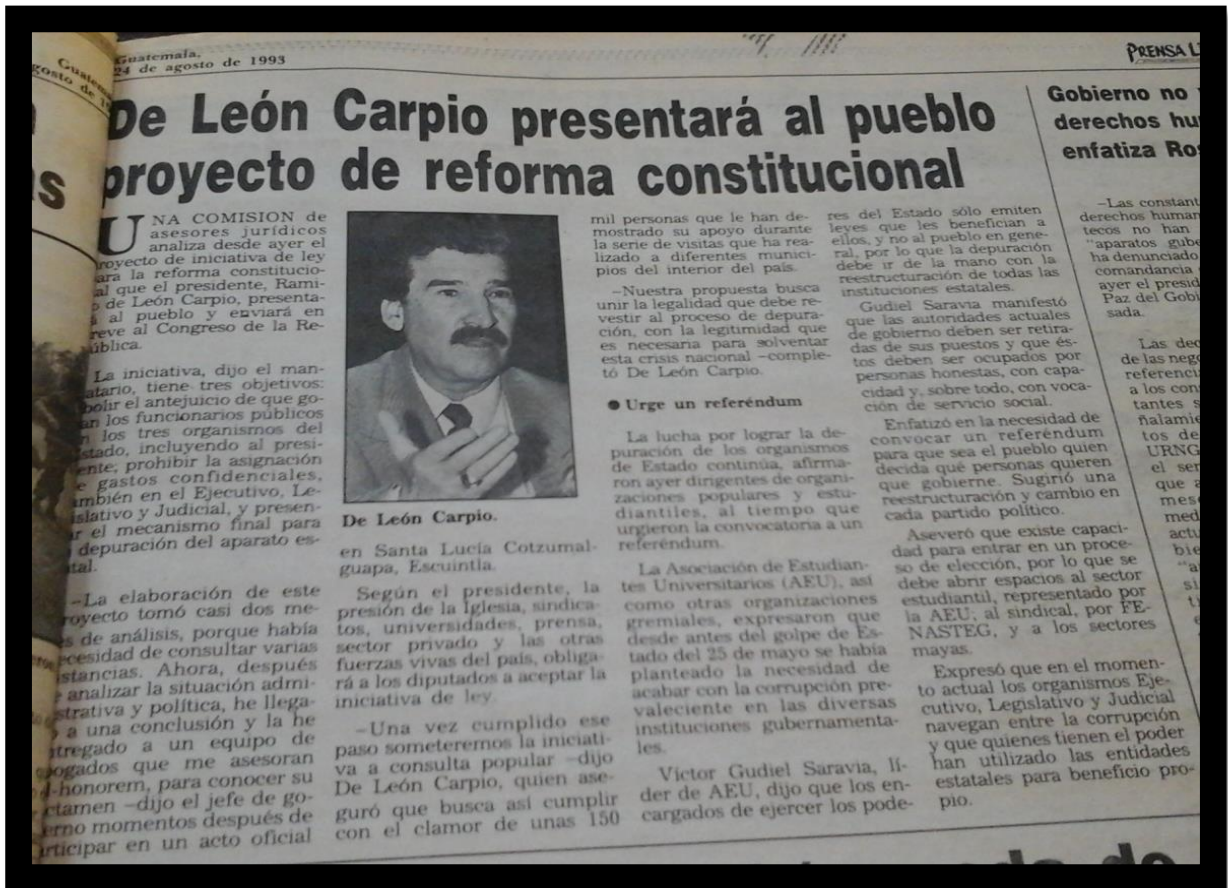 Guatemala,
24 de agosto de 1993
PRENSA L
De León Carpio presentará al pueblo
proyecto de reforma constitucional
UNA COMISION de
asesores jurídicos
analiza desde ayer el
royecto de iniciativa de ley
ara la reforma constitucio-
al que el presidente, Rami-
o de León Carpio, presenta-
á al pueblo y enviará en
reve al Congreso de la Re-
ública.
La iniciativa, dijo el man-
atario, tiene tres objetivos:
bolir el antejuicio de que go-
an los funcionarios públicos
n los tres organismos del
stado, incluyendo al presi-
ente; prohibir la asignación
e gastos confidenciales,
ambién en el Ejecutivo, Le-
islativo y Judicial, y presen-
ar el mecanismo final para
depuración del aparato es-
tal.
–La elaboración de este
royecto tomó casi dos me-
s de análisis, porque había
ecesidad de consultar varias
stancias. Ahora, después
e analizar la situación admi-
strativa y política, he llega-
o a una conclusión y la he
tregado a un equipo de
ogados que me asesoran
d-honorem, para conocer su
ctamen –dijo el jefe de go-
erno momentos después de
articipar en un acto oficial
De León Carpio.
en Santa Lucía Cotzumal-
guapa, Escuintla.
Según el presidente, la
presión de la Iglesia, sindica-
tos, universidades, prensa,
sector privado y las otras
fuerzas vivas del país, obliga-
rá a los diputados a aceptar la
iniciativa de ley.
–Una vez cumplido ese
paso someteremos la iniciati-
va a consulta popular –dijo
De León Carpio, quien ase-
guró que busca así cumplir
con el clamor de unas 150
mil personas que le han de-
mostrado su apoyo durante
la serie de visitas que ha rea-
lizado a diferentes munici-
pios del interior del país.
–Nuestra propuesta busca
unir la legalidad que debe re-
vestir al proceso de depura-
ción, con la legitimidad que
es necesaria para solventar
esta crisis nacional –comple-
tó De León Carpio.
● Urge un referéndum
La lucha por lograr la de-
puración de los organismos
de Estado continúa, afirma-
ron ayer dirigentes de organi-
zaciones populares y estu-
diantiles, al tiempo que
urgieron la convocatoria a un
referéndum.
La Asociación de Estudian-
tes Universitarios (AEU), así
como otras organizaciones
gremiales, expresaron que
desde antes del golpe de Es-
tado del 25 de mayo se había
planteado la necesidad de
acabar con la corrupción pre-
valeciente en las diversas
instituciones gubernamenta-
les.
Víctor Gudiel Saravia, lí-
der de AEU, dijo que los en-
cargados de ejercer los pode-
res del Estado sólo emiten
leyes que les benefician a
ellos, y no al pueblo en gene-
ral, por lo que la depuración
debe ir de la mano con la
reestructuración de todas las
instituciones estatales.
Gudiel Saravia manifestó
que las autoridades actuales
de gobierno deben ser retira-
das de sus puestos y que és-
tos deben ser ocupados por
personas honestas, con capa-
cidad y, sobre todo, con voca-
ción de servicio social.
Enfatizó en la necesidad de
convocar un referéndum
para que sea el pueblo quien
decida qué personas quieren
que gobierne. Sugirió una
reestructuración y cambio en
cada partido político.
Aseveró que existe capaci-
dad para entrar en un proce-
so de elección, por lo que se
debe abrir espacios al sector
estudiantil, representado por
la AEU; al sindical, por FE-
NASTEG, y a los sectores
mayas.
Expresó que en el momen-
to actual los organismos Eje-
cutivo, Legislativo y Judicial
navegan entre la corrupción
y que quienes tienen el poder
han utilizado las entidades
estatales para beneficio pro-
pio.
Gobierno no
derechos hu
enfatiza Ros
–Las constant
derechos human
tecos no han
"aparatos gube
ha denunciado
comandancia
ayer el presid
Paz del Gobi
sada.
Las dec
de las nego
referenci
a los con
tantes s
ñalamie
tos de
URNG
el ser
que a
mes
med
actu
bie
"a
si